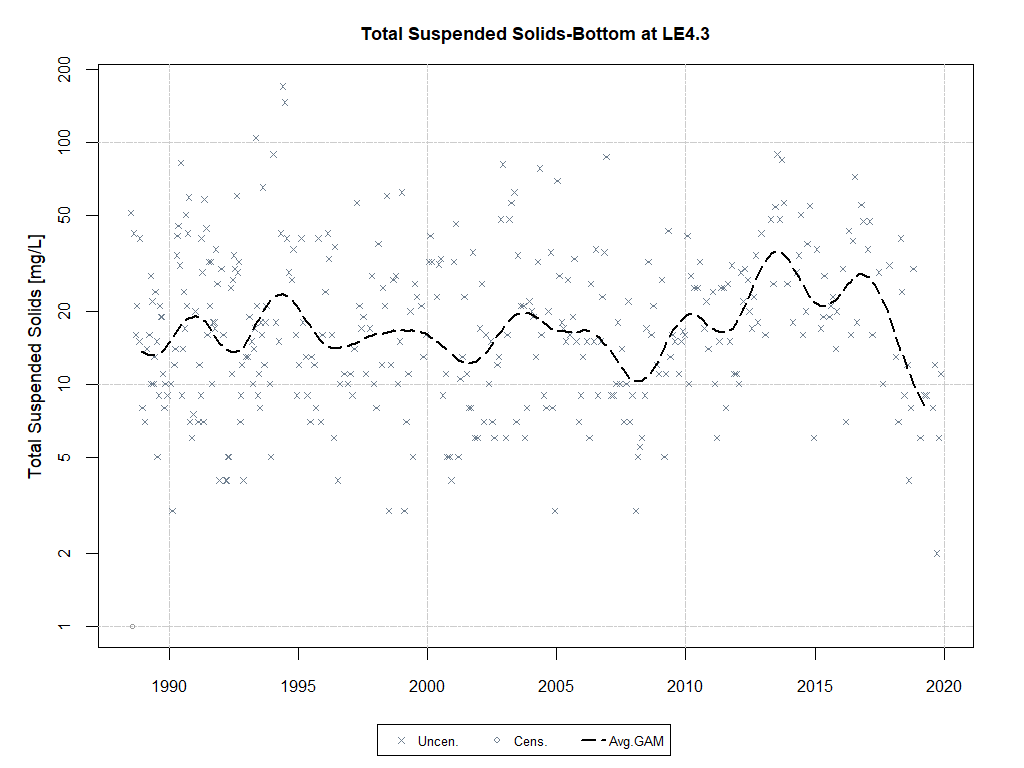 Total Suspended Solids-Bottom at LE4.3
Total Suspended Solids [mg/L]
200
100
50
20
10
5
2
1
1990 1995 2000 2005 2010 2015 2020
Uncen. Cens. Avg.GAM